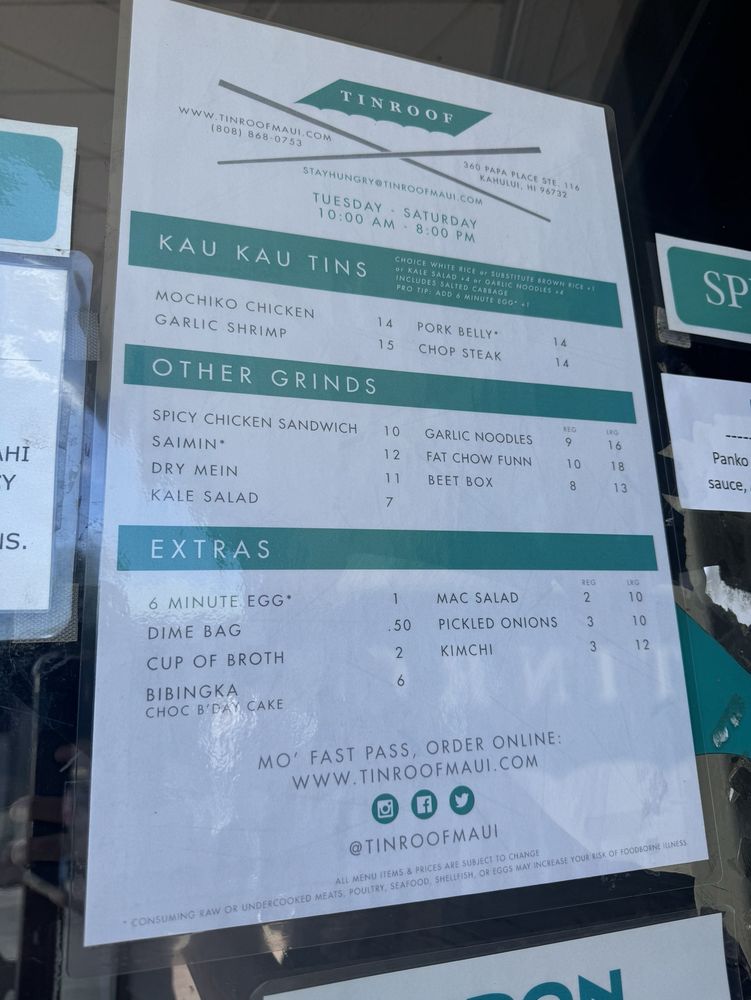 TINROOF
WWW.TINROOFMAUI.COM
(808) 868-0753
360 PAPA PLACE STE. 116
KAHULUI, HI 96732
STAYHUNGRY@TINROOFMAUI.COM
TUESDAY - SATURDAY
10:00 AM - 8:00 PM
KAU KAU TINS
CHOICE WHITE RICE or SUBSTITUTE BROWN RICE +1
or KALE SALAD +4 or GARLIC NOODLES +4
INCLUDES SALTED CABBAGE
PRO TIP: ADD 6 MINUTE EGG* +1
MOCHIKO CHICKEN 14
GARLIC SHRIMP 15
PORK BELLY* 14
CHOP STEAK 14
OTHER GRINDS
SPICY CHICKEN SANDWICH 10
SAIMIN* 12
DRY MEIN 11
KALE SALAD 7
REG LRG
GARLIC NOODLES 9 16
FAT CHOW FUNN 10 18
BEET BOX 8 13
EXTRAS
6 MINUTE EGG* 1
DIME BAG .50
CUP OF BROTH 2
BIBINGKA 6
CHOC B'DAY CAKE
REG LRG
MAC SALAD 2 10
PICKLED ONIONS 3 10
KIMCHI 3 12
MO' FAST PASS, ORDER ONLINE:
WWW.TINROOFMAUI.COM
@TINROOFMAUI
ALL MENU ITEMS & PRICES ARE SUBJECT TO CHANGE
* CONSUMING RAW OR UNDERCOOKED MEATS, POULTRY, SEAFOOD, SHELLFISH, OR EGGS MAY INCREASE YOUR RISK OF FOODBORNE ILLNESS.
SP
Panko
sauce,
AHI
Y
IS.